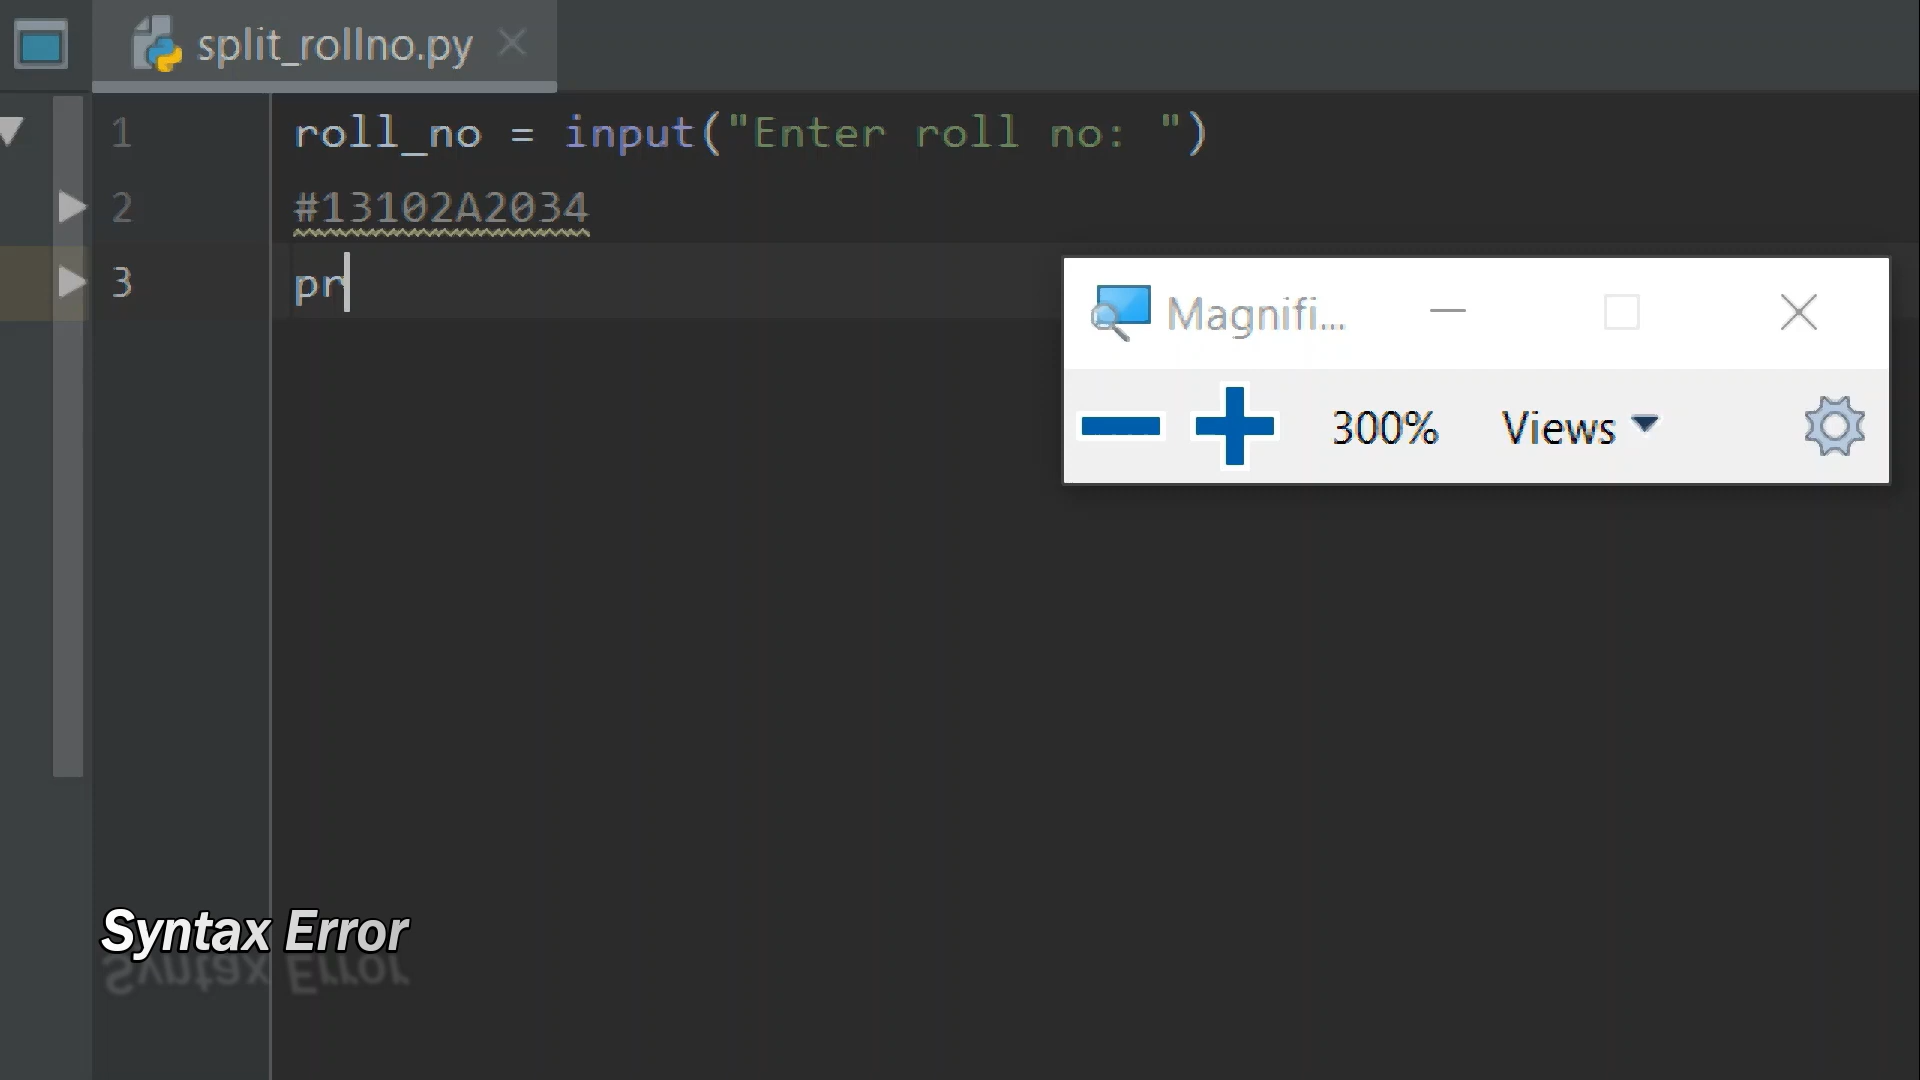 split_rollno.py
1 roll_no = input("Enter roll no: ")
2 #13102A2034
3 pr
Magnifi...
300% Views
Syntax Error